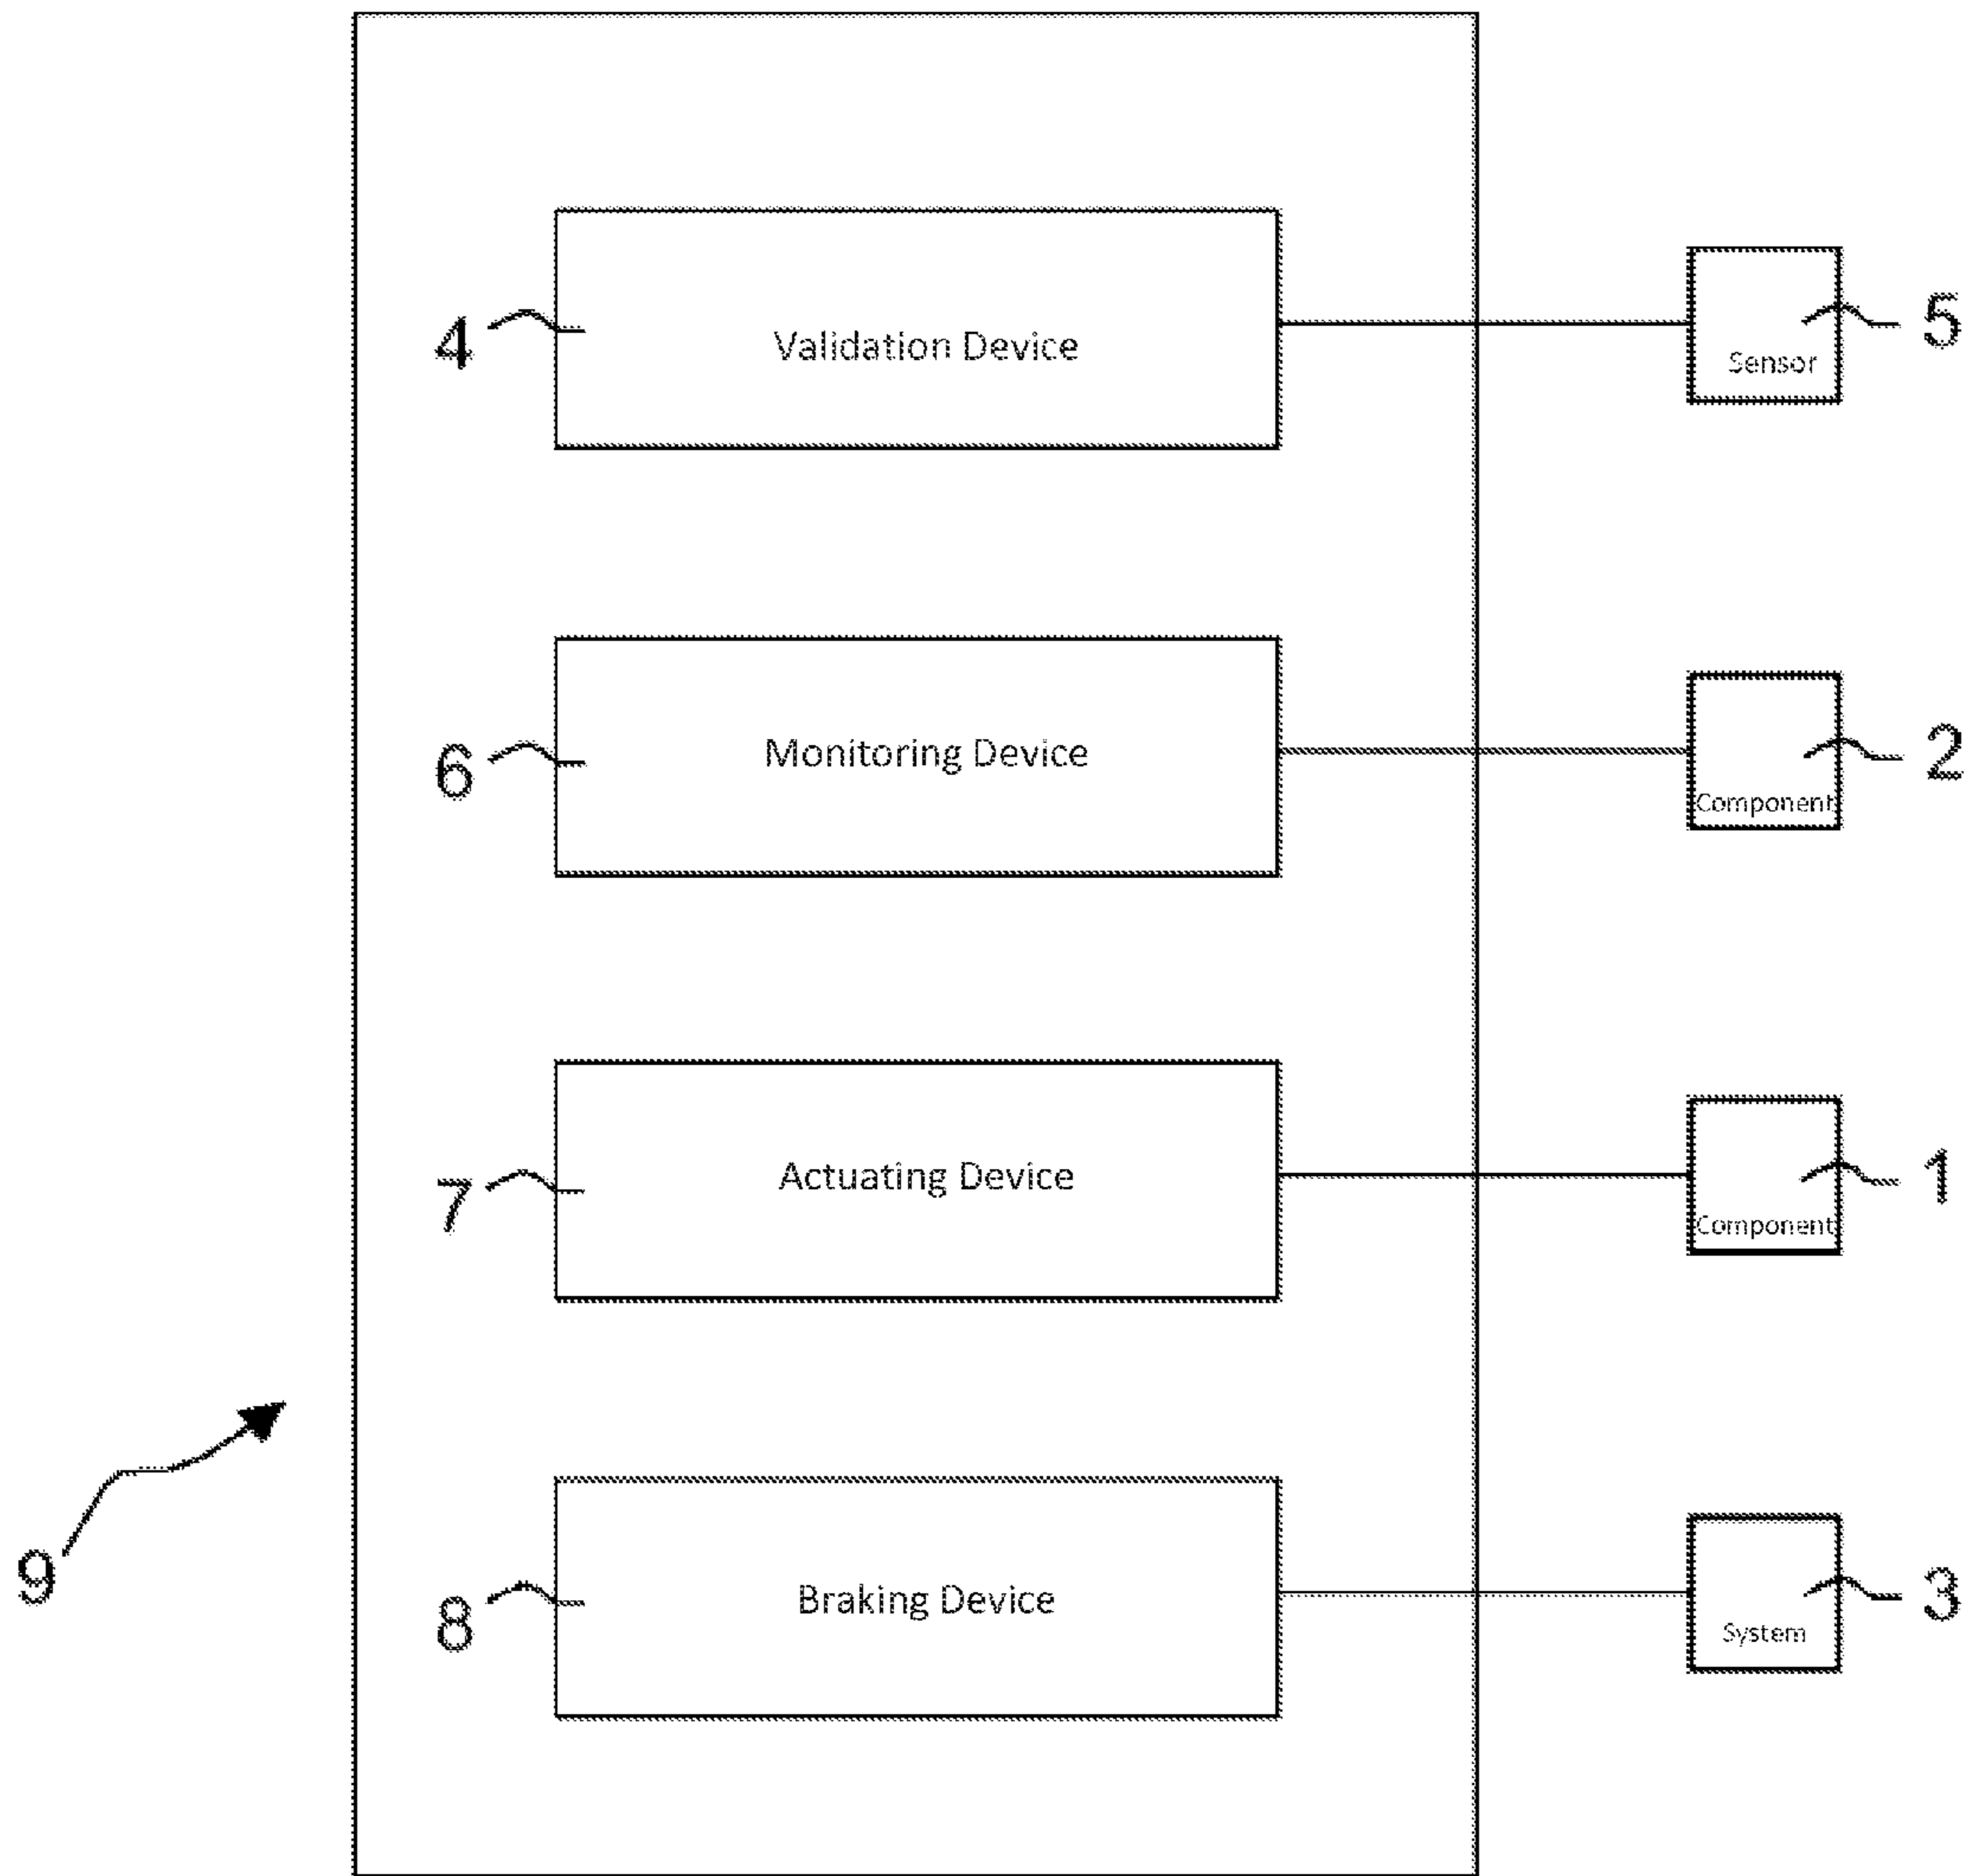 4
Validation Device
Sensor
5
6
Monitoring Device
Component
2
7
Actuating Device
Component
1
9
8
Braking Device
System
3